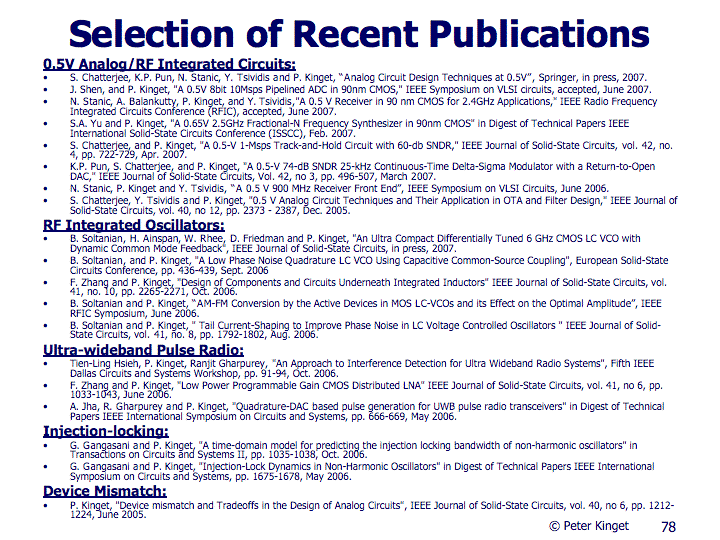 Selection of Recent Publications
0.5V Analog/RF Integrated Circuits:
• S. Chatterjee, K.P. Pun, N. Stanic, Y. Tsividis and P. Kinget, “Analog Circuit Design Techniques at 0.5V”, Springer, in press, 2007.
• J. Shen, and P. Kinget, "A 0.5V 8bit 10Msps Pipelined ADC in 90nm CMOS," IEEE Symposium on VLSI circuits, accepted, June 2007.
• N. Stanic, A. Balankutty, P. Kinget, and Y. Tsividis,"A 0.5 V Receiver in 90 nm CMOS for 2.4GHz Applications," IEEE Radio Frequency
Integrated Circuits Conference (RFIC), accepted, June 2007.
• S.A. Yu and P. Kinget, "A 0.65V 2.5GHz Fractional-N Frequency Synthesizer in 90nm CMOS" in Digest of Technical Papers IEEE
International Solid-State Circuits Conference (ISSCC), Feb. 2007.
• S. Chatterjee, and P. Kinget, "A 0.5-V 1-Msps Track-and-Hold Circuit with 60-db SNDR," IEEE Journal of Solid-State Circuits, vol. 42, no.
4, pp. 722-729, Apr. 2007.
• K.P. Pun, S. Chatterjee, and P. Kinget, "A 0.5-V 74-dB SNDR 25-kHz Continuous-Time Delta-Sigma Modulator with a Return-to-Open
DAC," IEEE Journal of Solid-State Circuits, Vol. 42, no 3, pp. 496-507, March 2007.
• N. Stanic, P. Kinget and Y. Tsividis, “A 0.5 V 900 MHz Receiver Front End”, IEEE Symposium on VLSI Circuits, June 2006.
• S. Chatterjee, Y. Tsividis and P. Kinget, "0.5 V Analog Circuit Techniques and Their Application in OTA and Filter Design," IEEE Journal of
Solid-State Circuits, vol. 40, no 12, pp. 2373 - 2387, Dec. 2005.
RF Integrated Oscillators:
• B. Soltanian, H. Ainspan, W. Rhee, D. Friedman and P. Kinget, "An Ultra Compact Differentially Tuned 6 GHz CMOS LC VCO with
Dynamic Common Mode Feedback", IEEE Journal of Solid-State Circuits, in press, 2007.
• B. Soltanian, and P. Kinget, "A Low Phase Noise Quadrature LC VCO Using Capacitive Common-Source Coupling", European Solid-State
Circuits Conference, pp. 436-439, Sept. 2006
• F. Zhang and P. Kinget, "Design of Components and Circuits Underneath Integrated Inductors" IEEE Journal of Solid-State Circuits, vol.
41, no. 10, pp. 2265-2271, Oct. 2006.
• B. Soltanian and P. Kinget, “AM-FM Conversion by the Active Devices in MOS LC-VCOs and its Effect on the Optimal Amplitude”, IEEE
RFIC Symposium, June 2006.
• B. Soltanian and P. Kinget, " Tail Current-Shaping to Improve Phase Noise in LC Voltage Controlled Oscillators " IEEE Journal of Solid-
State Circuits, vol. 41, no. 8, pp. 1792-1802, Aug. 2006.
Ultra-wideband Pulse Radio:
• Tien-Ling Hsieh, P. Kinget, Ranjit Gharpurey, "An Approach to Interference Detection for Ultra Wideband Radio Systems", Fifth IEEE
Dallas Circuits and Systems Workshop, pp. 91-94, Oct. 2006.
• F. Zhang and P. Kinget, "Low Power Programmable Gain CMOS Distributed LNA" IEEE Journal of Solid-State Circuits, vol. 41, no 6, pp.
1033-1043, June 2006.
• A. Jha, R. Gharpurey and P. Kinget, "Quadrature-DAC based pulse generation for UWB pulse radio transceivers" in Digest of Technical
Papers IEEE International Symposium on Circuits and Systems, pp. 666-669, May 2006.
Injection-locking:
• G. Gangasani and P. Kinget, "A time-domain model for predicting the injection locking bandwidth of non-harmonic oscillators" in
Transactions on Circuits and Systems II, pp. 1035-1038, Oct. 2006.
• G. Gangasani and P. Kinget, "Injection-Lock Dynamics in Non-Harmonic Oscillators" in Digest of Technical Papers IEEE International
Symposium on Circuits and Systems, pp. 1675-1678, May 2006.
Device Mismatch:
• P. Kinget, "Device mismatch and Tradeoffs in the Design of Analog Circuits", IEEE Journal of Solid-State Circuits, vol. 40, no 6, pp. 1212-
1224, June 2005.
© Peter Kinget 78